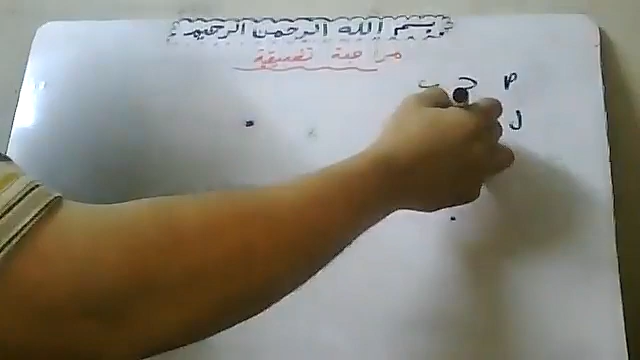 بسم الله الرحمن الرحيم
مراجعة تطبيقية
م ح ب
ل